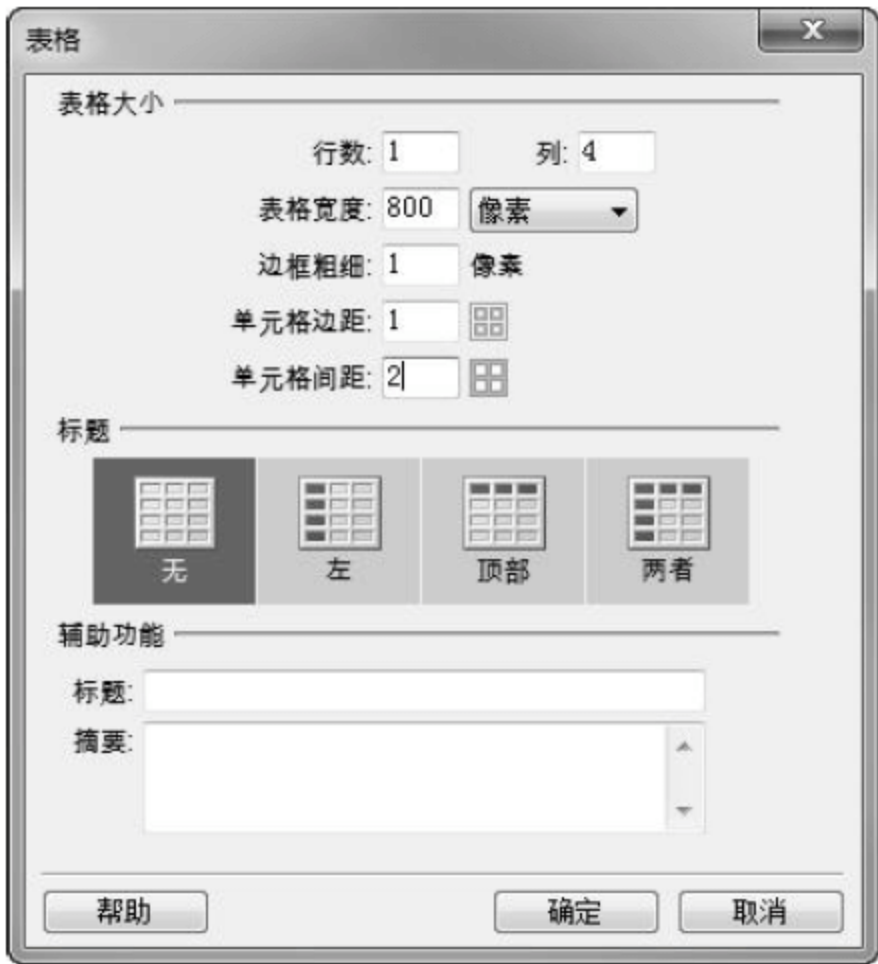 表格
X
表格大小
行数: 1 列: 4
表格宽度: 800 像素
边框粗细: 1 像素
单元格边距: 1
单元格间距: 2
标题
无 左 顶部 两者
辅助功能
标题:
摘要:
帮助 确定 取消